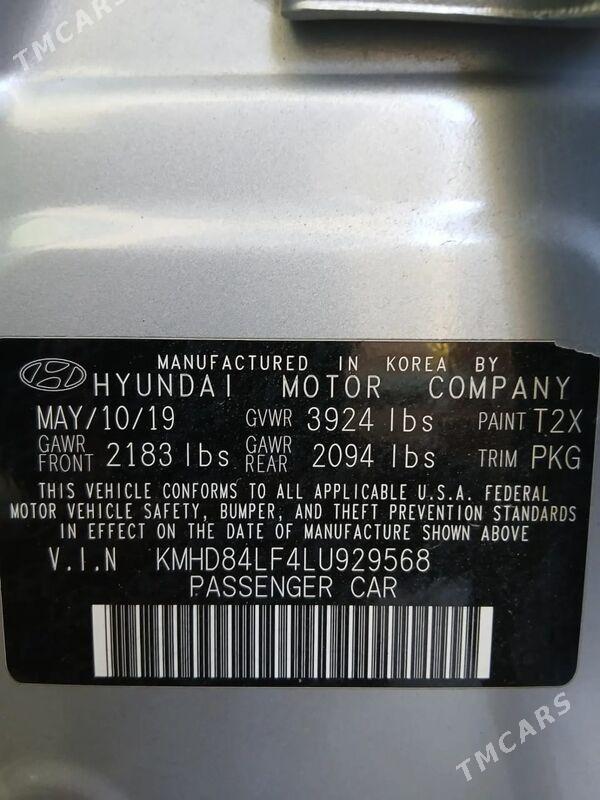 TMCARS
MANUFACTURED IN KOREA BY
HYUNDAI MOTOR COMPANY
MAY/10/19 GVWR 3924 lbs PAINT T2X
GAWR FRONT 2183 lbs GAWR REAR 2094 lbs TRIM PKG
THIS VEHICLE CONFORMS TO ALL APPLICABLE U.S.A. FEDERAL
MOTOR VEHICLE SAFETY, BUMPER, AND THEFT PREVENTION STANDARDS
IN EFFECT ON THE DATE OF MANUFACTURE SHOWN ABOVE
V.I.N KMHD84LF4LU929568
PASSENGER CAR
TMCARS